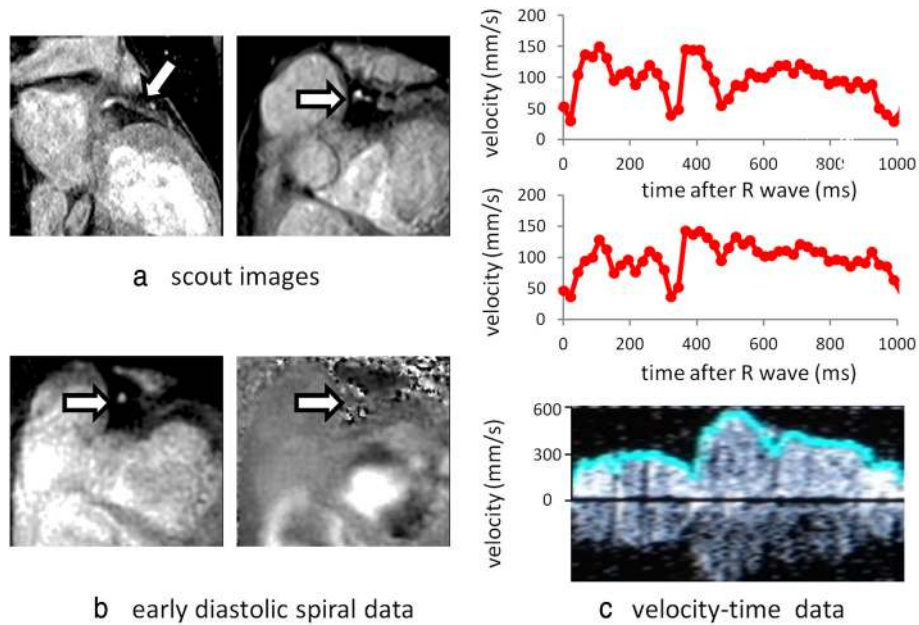 a scout images
b early diastolic spiral data
velocity (mm/s)
200
150
100
50
0
0 200 400 600 800 1000
time after R wave (ms)
velocity (mm/s)
200
150
100
50
0
0 200 400 600 800 1000
time after R wave (ms)
velocity (mm/s)
600
300
0
c velocity-time data